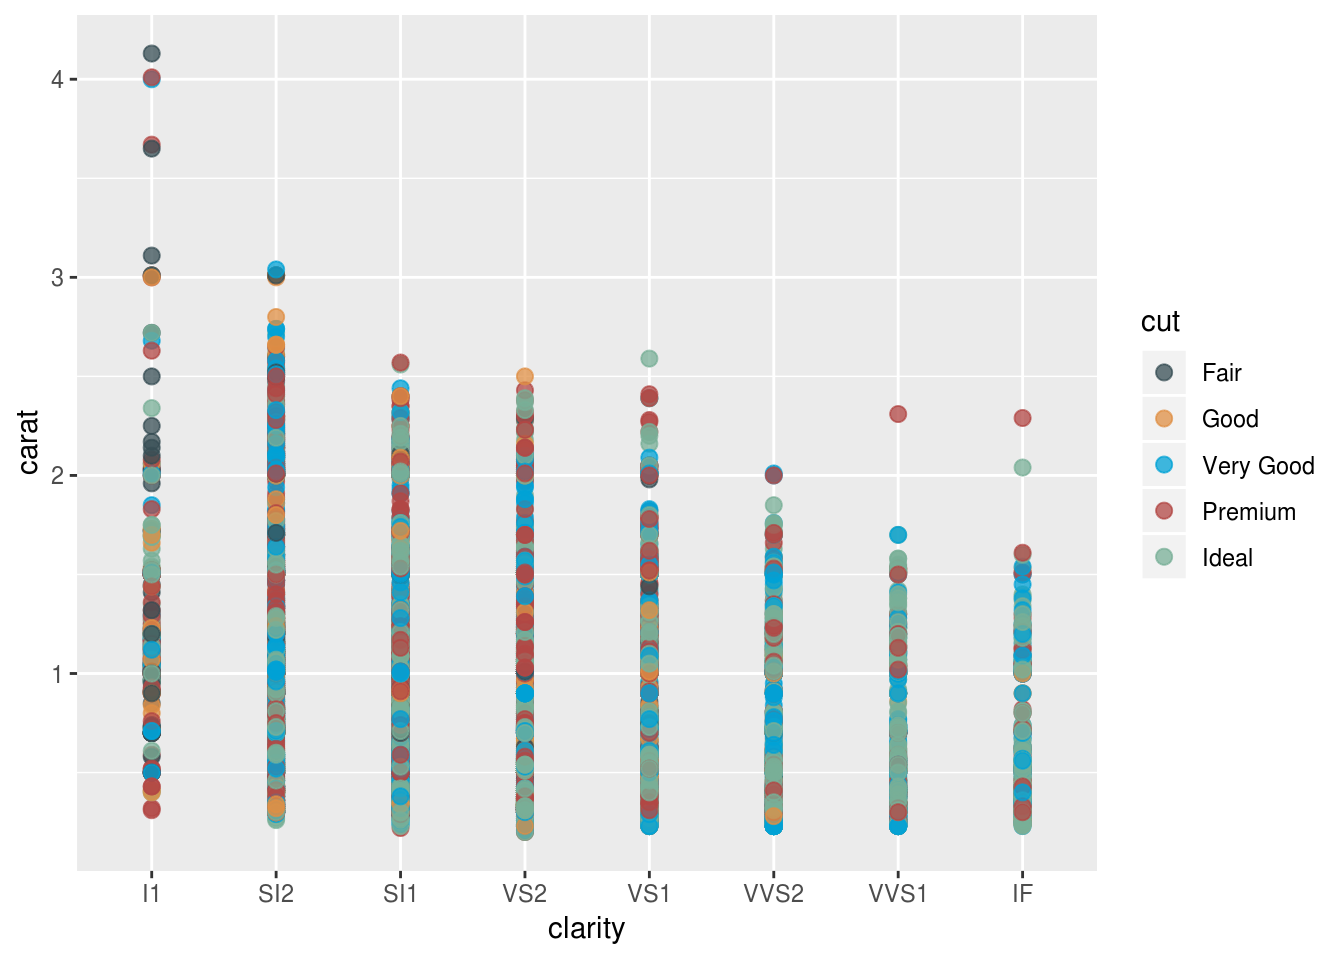 4
3
2
1
carat
I1 SI2 SI1 VS2 VS1 VVS2 VVS1 IF
clarity
cut
Fair
Good
Very Good
Premium
Ideal